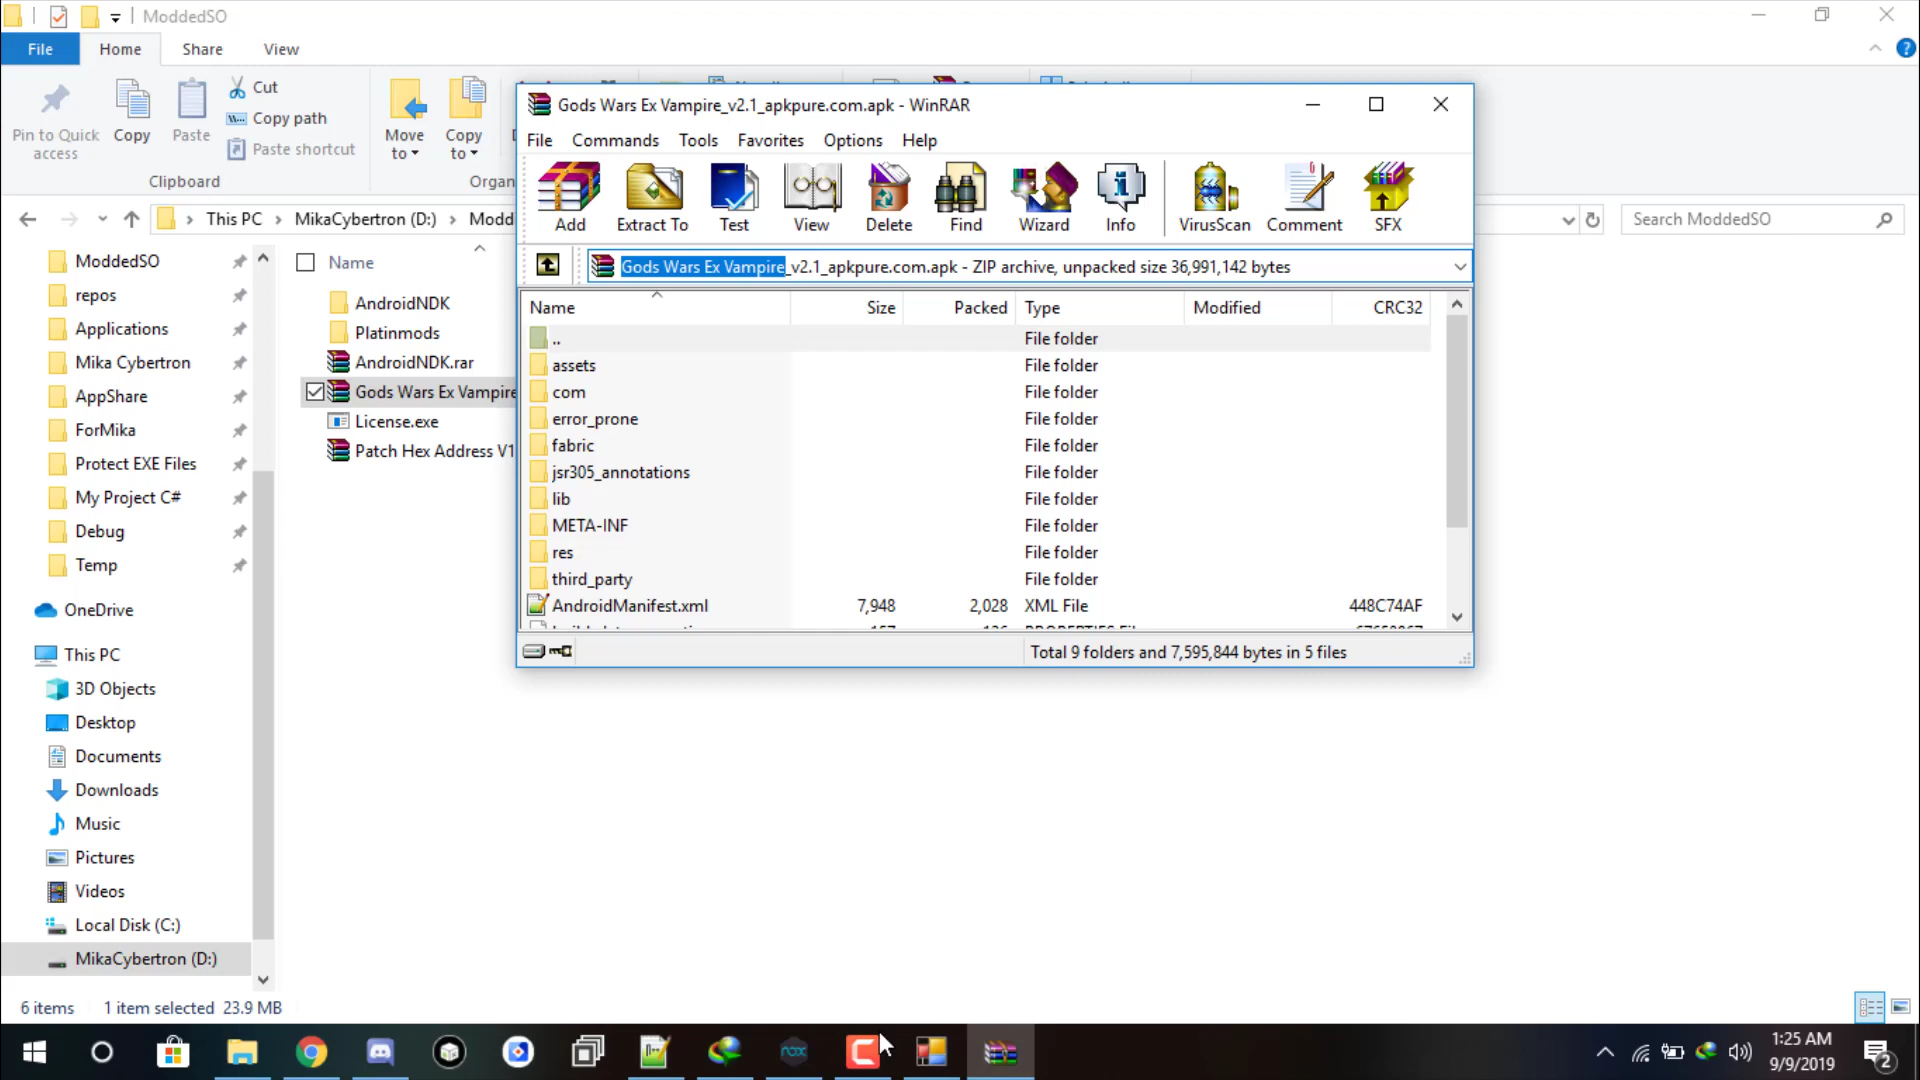 ModdedSO
File
Home
Share
View
Pin to Quick access
Copy
Paste
Cut
Copy path
Paste shortcut
Move to
Copy to
Clipboard
Organ
This PC
MikaCybertron (D:)
Modd
Search ModdedSO
ModdedSO
repos
Applications
Mika Cybertron
AppShare
ForMika
Protect EXE Files
My Project C#
Debug
Temp
OneDrive
This PC
3D Objects
Desktop
Documents
Downloads
Music
Pictures
Videos
Local Disk (C:)
MikaCybertron (D:)
Name
AndroidNDK
Platinmods
AndroidNDK.rar
Gods Wars Ex Vampire
License.exe
Patch Hex Address V1
Gods Wars Ex Vampire_v2.1_apkpure.com.apk - WinRAR
File Commands Tools Favorites Options Help
Add Extract To Test View Delete Find Wizard Info VirusScan Comment SFX
Gods Wars Ex Vampire_v2.1_apkpure.com.apk - ZIP archive, unpacked size 36,991,142 bytes
Name Size Packed Type Modified CRC32
.. File folder
assets File folder
com File folder
error_prone File folder
fabric File folder
jsr305_annotations File folder
lib File folder
META-INF File folder
res File folder
third_party File folder
AndroidManifest.xml 7,948 2,028 XML File 448C74AF
Total 9 folders and 7,595,844 bytes in 5 files
6 items 1 item selected 23.9 MB
nox
1:25 AM
9/9/2019
2